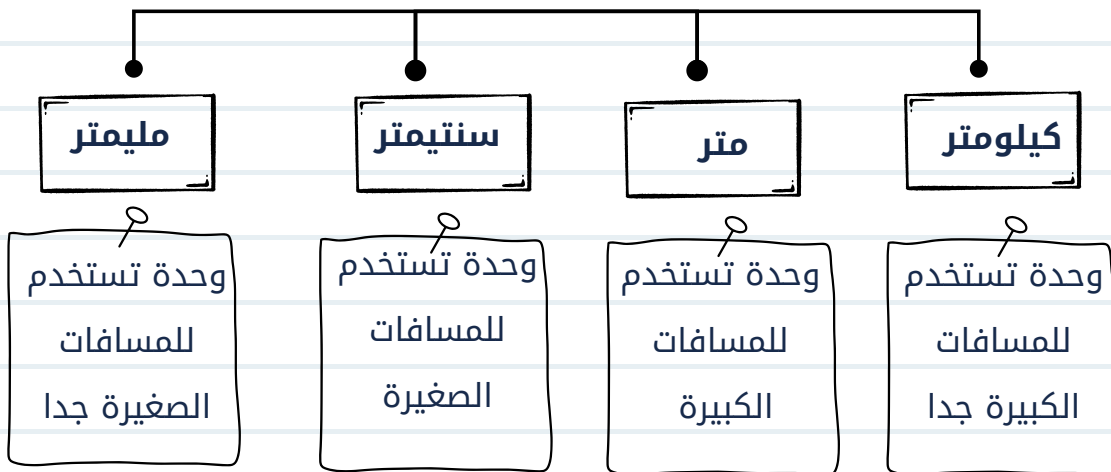 كيلومتر
متر
سنتيمتر
مليمتر
وحدة تستخدم
للمسافات
الكبيرة جدا
وحدة تستخدم
للمسافات
الكبيرة
وحدة تستخدم
للمسافات
الصغيرة
وحدة تستخدم
للمسافات
الصغيرة جدا